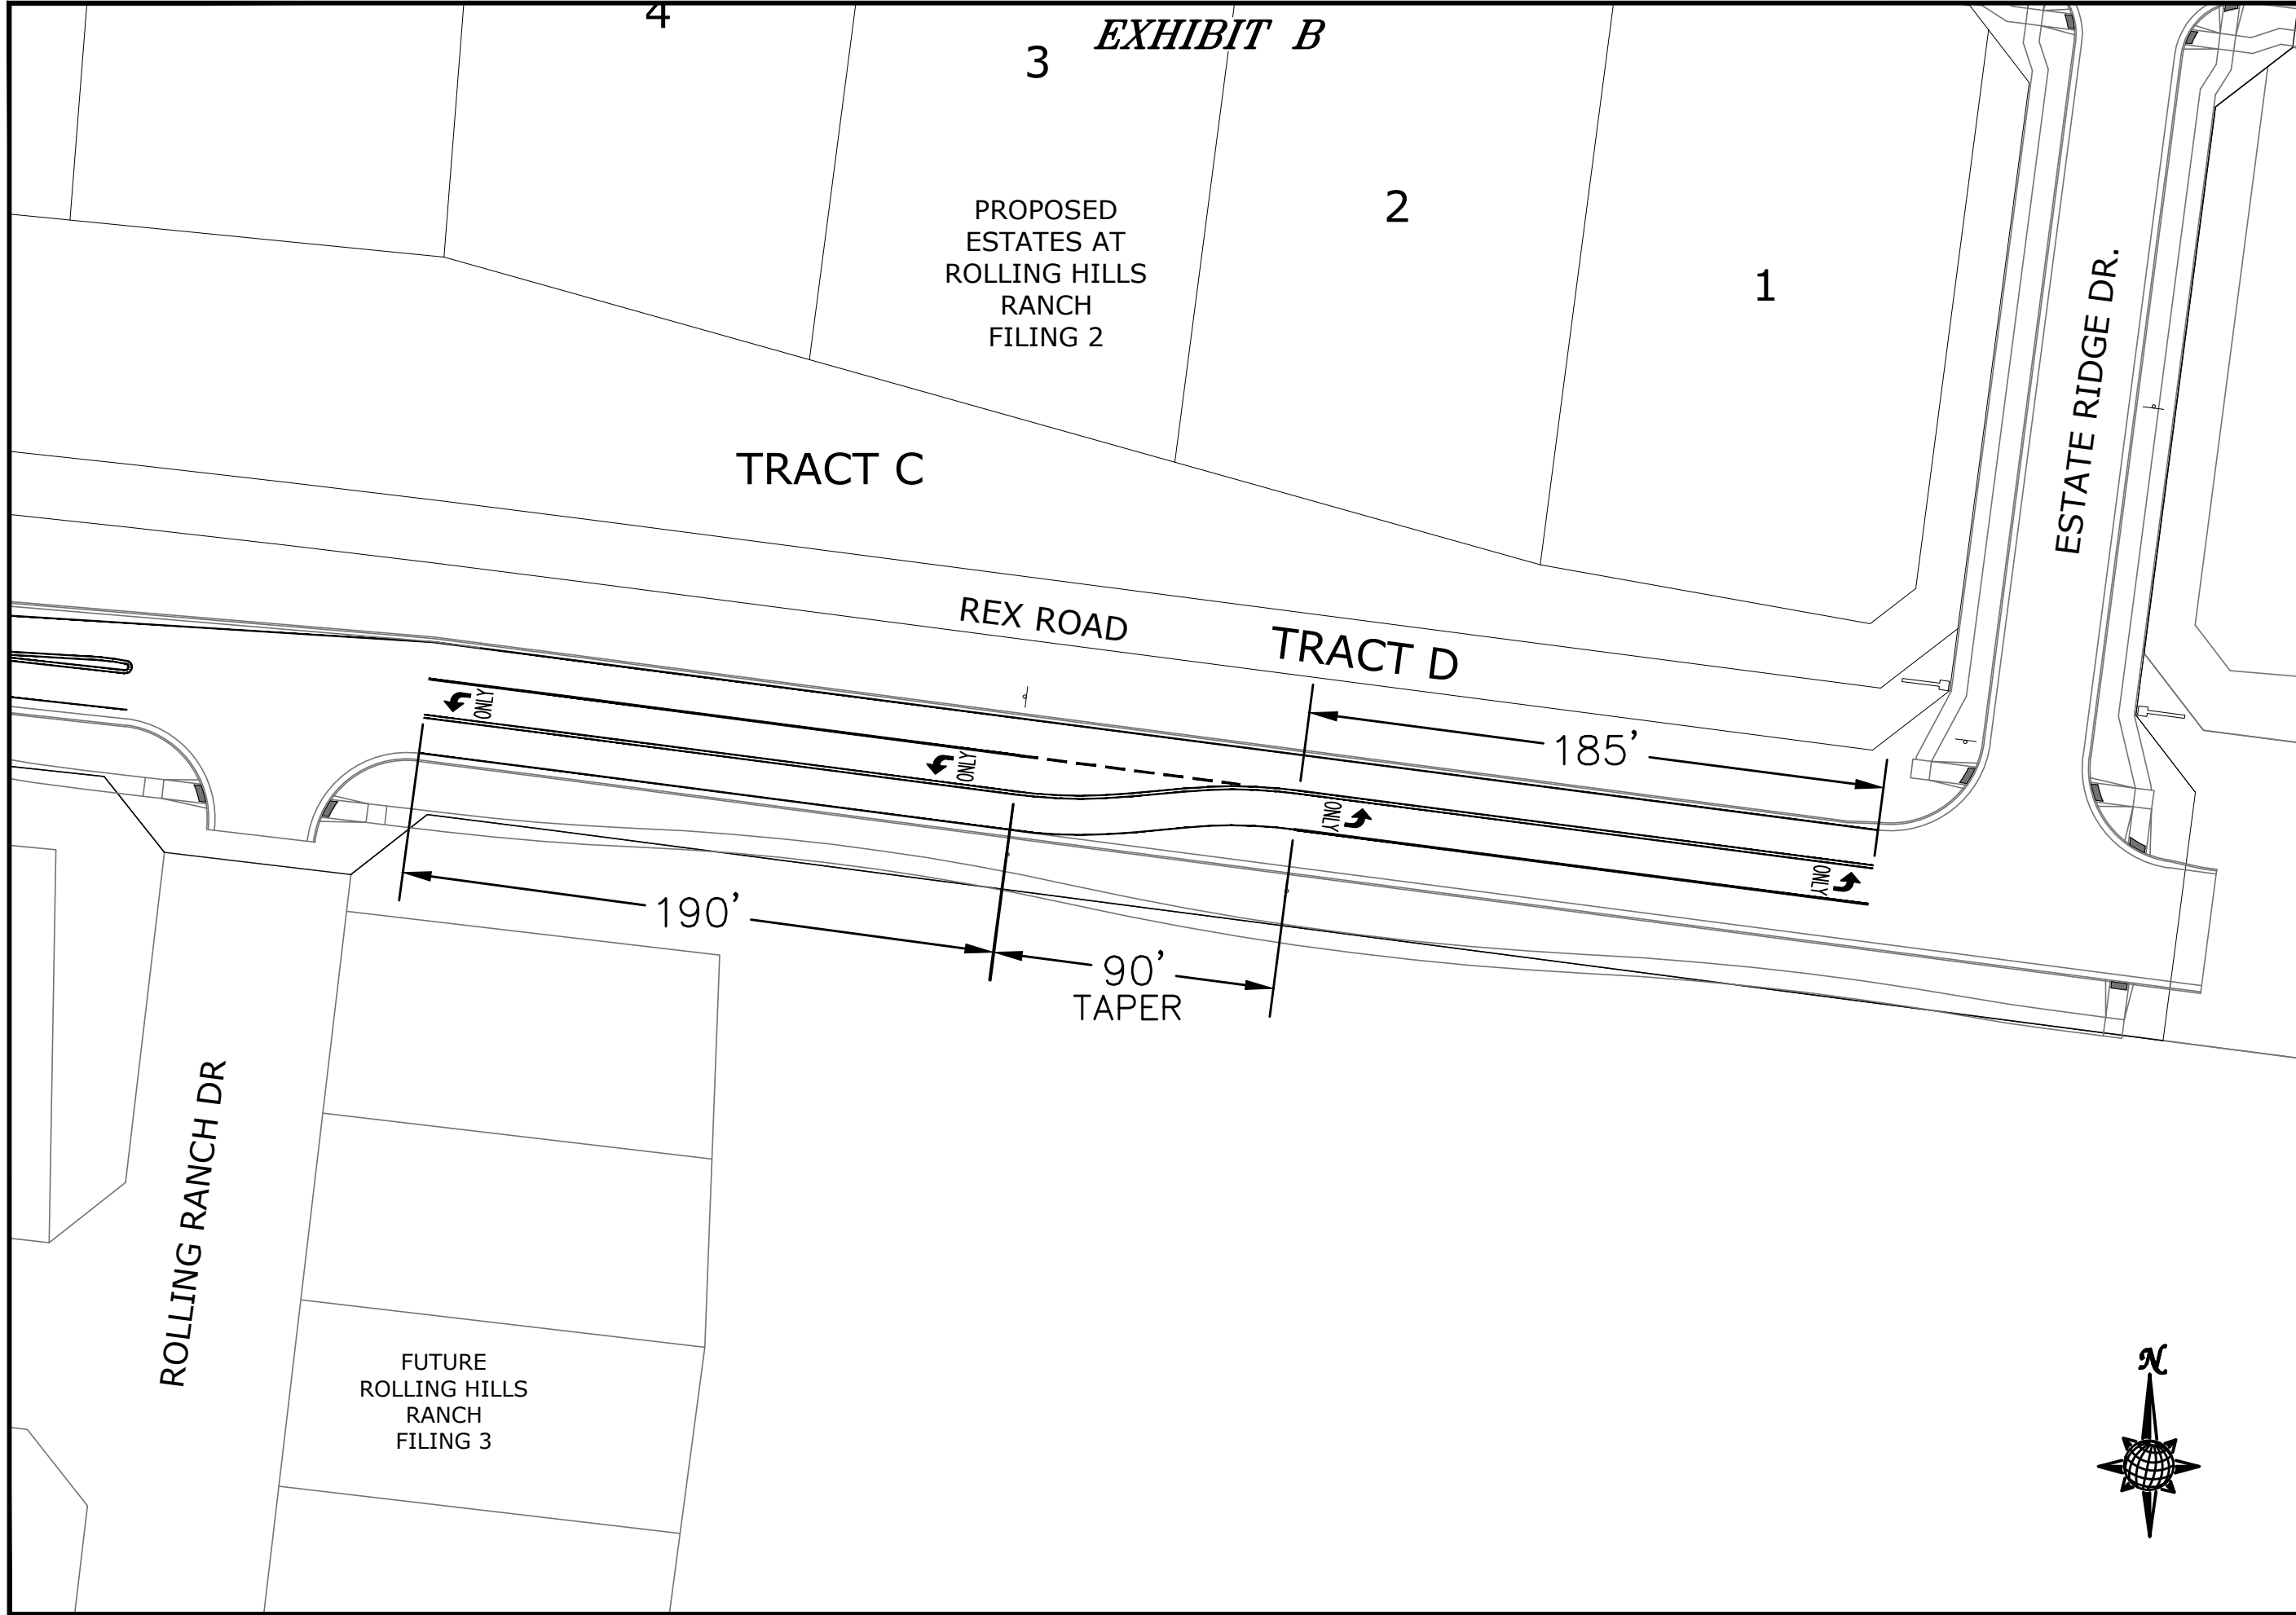 EXHIBIT B
4
3
2
1
PROPOSED
ESTATES AT
ROLLING HILLS
RANCH
FILING 2
ESTATE RIDGE DR.
TRACT C
REX ROAD
TRACT D
185'
ONLY
ONLY
ONLY
ONLY
190'
90'
TAPER
ROLLING RANCH DR
FUTURE
ROLLING HILLS
RANCH
FILING 3
N